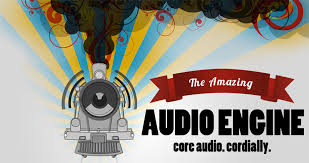 The Amazing
AUDIO ENGINE
core audio. cordially.